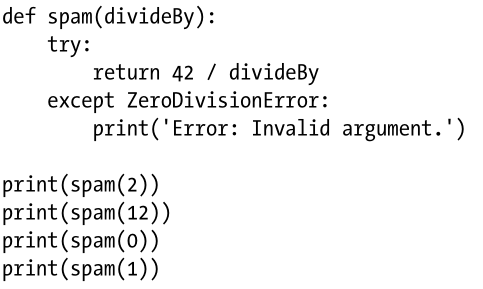 def spam(divideBy):
    try:
        return 42 / divideBy
    except ZeroDivisionError:
        print('Error: Invalid argument.')

print(spam(2))
print(spam(12))
print(spam(0))
print(spam(1))